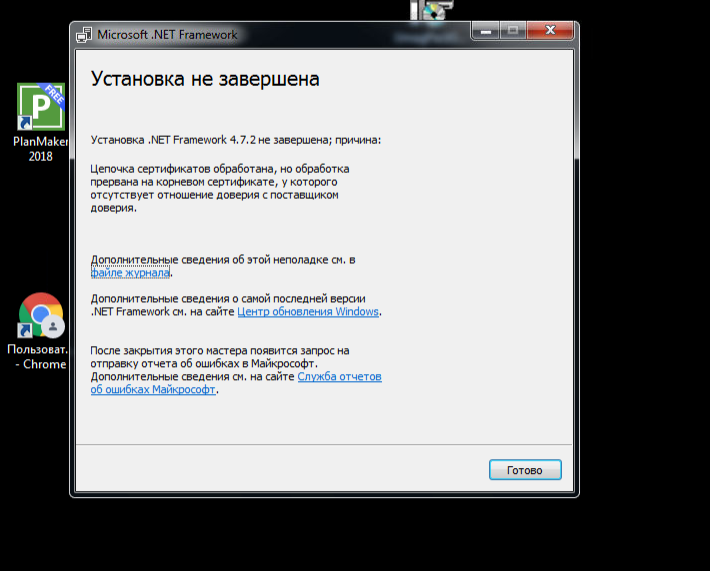 Microsoft .NET Framework
Установка не завершена
FREE
P
PlanMaker
2018
Установка .NET Framework 4.7.2 не завершена; причина:
Цепочка сертификатов обработана, но обработка
прервана на корневом сертификате, у которого
отсутствует отношение доверия с поставщиком
доверия.
Дополнительные сведения об этой неполадке см. в
файле журнала.
Дополнительные сведения о самой последней версии
.NET Framework см. на сайте Центр обновления Windows.
Пользоват...
- Chrome
После закрытия этого мастера появится запрос на
отправку отчета об ошибках в Майкрософт.
Дополнительные сведения см. на сайте Служба отчетов
об ошибках Майкрософт.
Готово